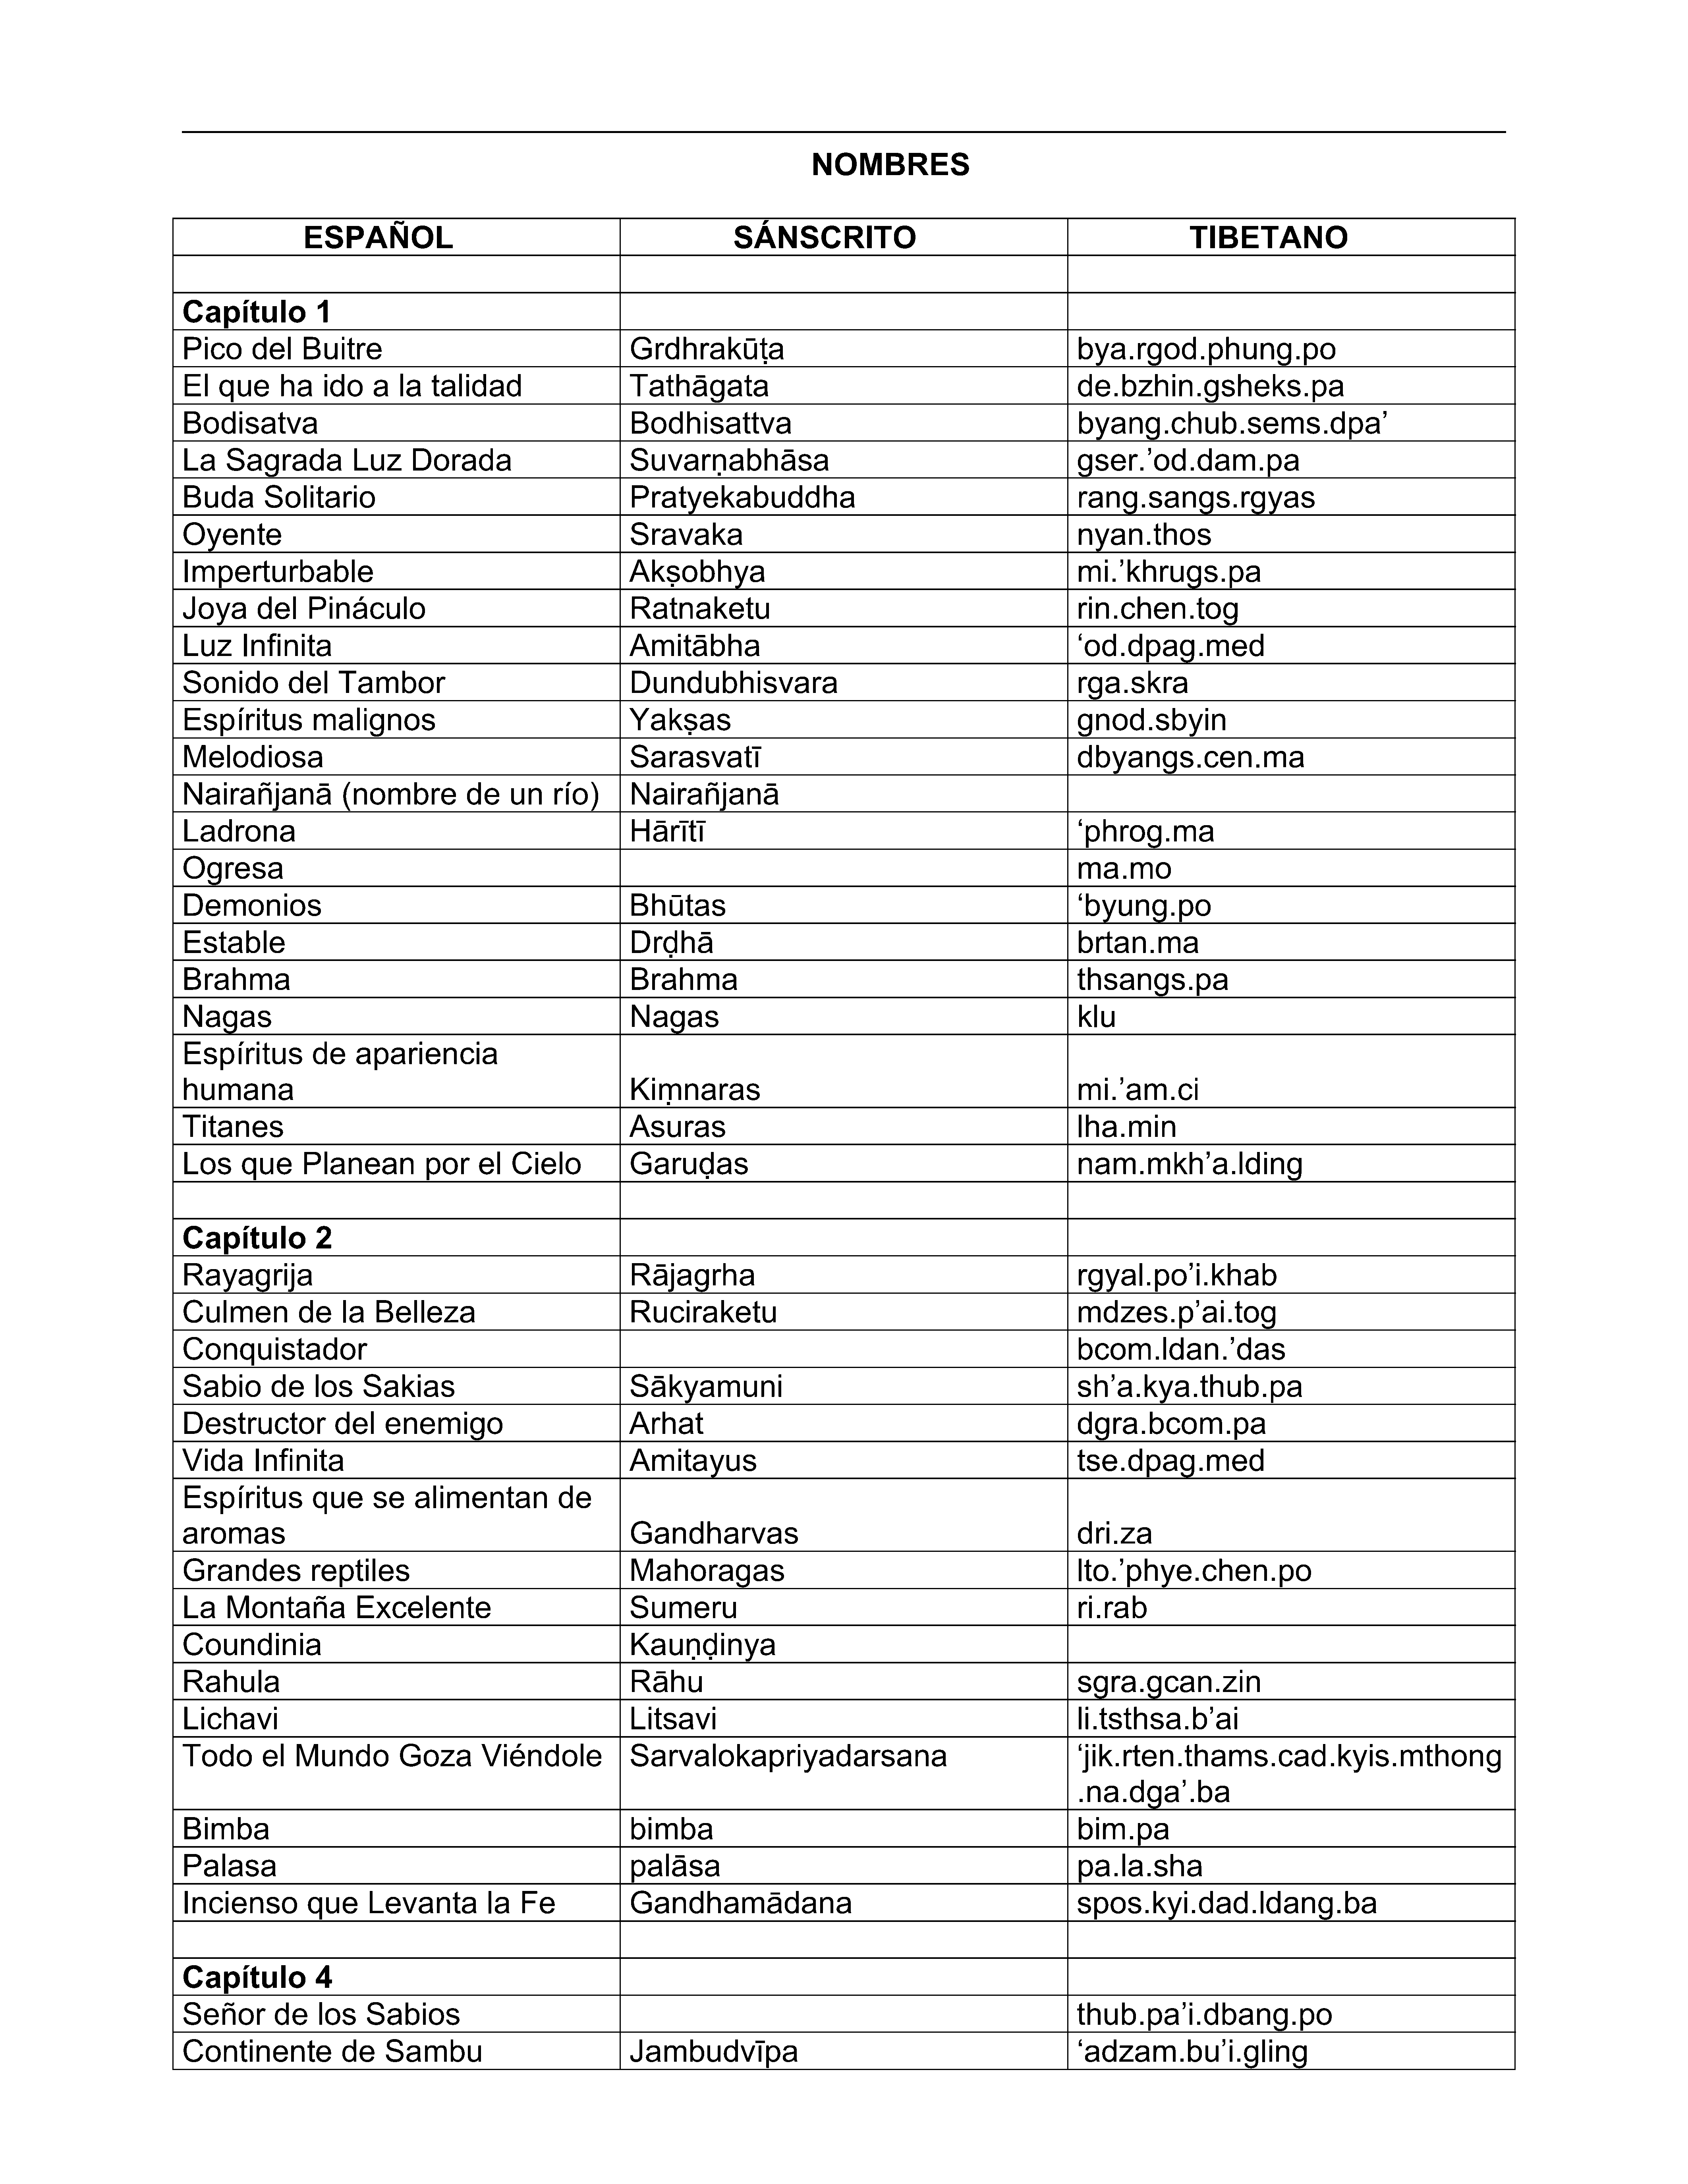 NOMBRES
ESPAÑOL SÁNSCRITO TIBETANO
Capítulo 1
Pico del Buitre Grdhrakūṭa bya.rgod.phung.po
El que ha ido a la talidad Tathāgata de.bzhin.gsheks.pa
Bodisatva Bodhisattva byang.chub.sems.dpa’
La Sagrada Luz Dorada Suvarṇabhāsa gser.’od.dam.pa
Buda Solitario Pratyekabuddha rang.sangs.rgyas
Oyente Sravaka nyan.thos
Imperturbable Akṣobhya mi.’khrugs.pa
Joya del Pináculo Ratnaketu rin.chen.tog
Luz Infinita Amitābha ‘od.dpag.med
Sonido del Tambor Dundubhisvara rga.skra
Espíritus malignos Yakṣas gnod.sbyin
Melodiosa Sarasvatī dbyangs.cen.ma
Nairañjanā (nombre de un río) Nairañjanā
Ladrona Hārītī ‘phrog.ma
Ogresa ma.mo
Demonios Bhūtas ‘byung.po
Estable Drḍhā brtan.ma
Brahma Brahma thsangs.pa
Nagas Nagas klu
Espíritus de apariencia
humana Kiṃnaras mi.’am.ci
Titanes Asuras lha.min
Los que Planean por el Cielo Garuḍas nam.mkh’a.lding
Capítulo 2
Rayagrija Rājagrha rgyal.po’i.khab
Culmen de la Belleza Ruciraketu mdzes.p’ai.tog
Conquistador bcom.ldan.’das
Sabio de los Sakias Sākyamuni sh’a.kya.thub.pa
Destructor del enemigo Arhat dgra.bcom.pa
Vida Infinita Amitayus tse.dpag.med
Espíritus que se alimentan de
aromas Gandharvas dri.za
Grandes reptiles Mahoragas lto.’phye.chen.po
La Montaña Excelente Sumeru ri.rab
Coundinia Kauṇḍinya
Rahula Rāhu sgra.gcan.zin
Lichavi Litsavi li.tsthsa.b’ai
Todo el Mundo Goza Viéndole Sarvalokapriyadarsana ‘jik.rten.thams.cad.kyis.mthong
.na.dga’.ba
Bimba bimba bim.pa
Palasa palāsa pa.la.sha
Incienso que Levanta la Fe Gandhamādana spos.kyi.dad.ldang.ba
Capítulo 4
Señor de los Sabios thub.pa’i.dbang.po
Continente de Sambu Jambudvīpa ‘adzam.bu’i.gling